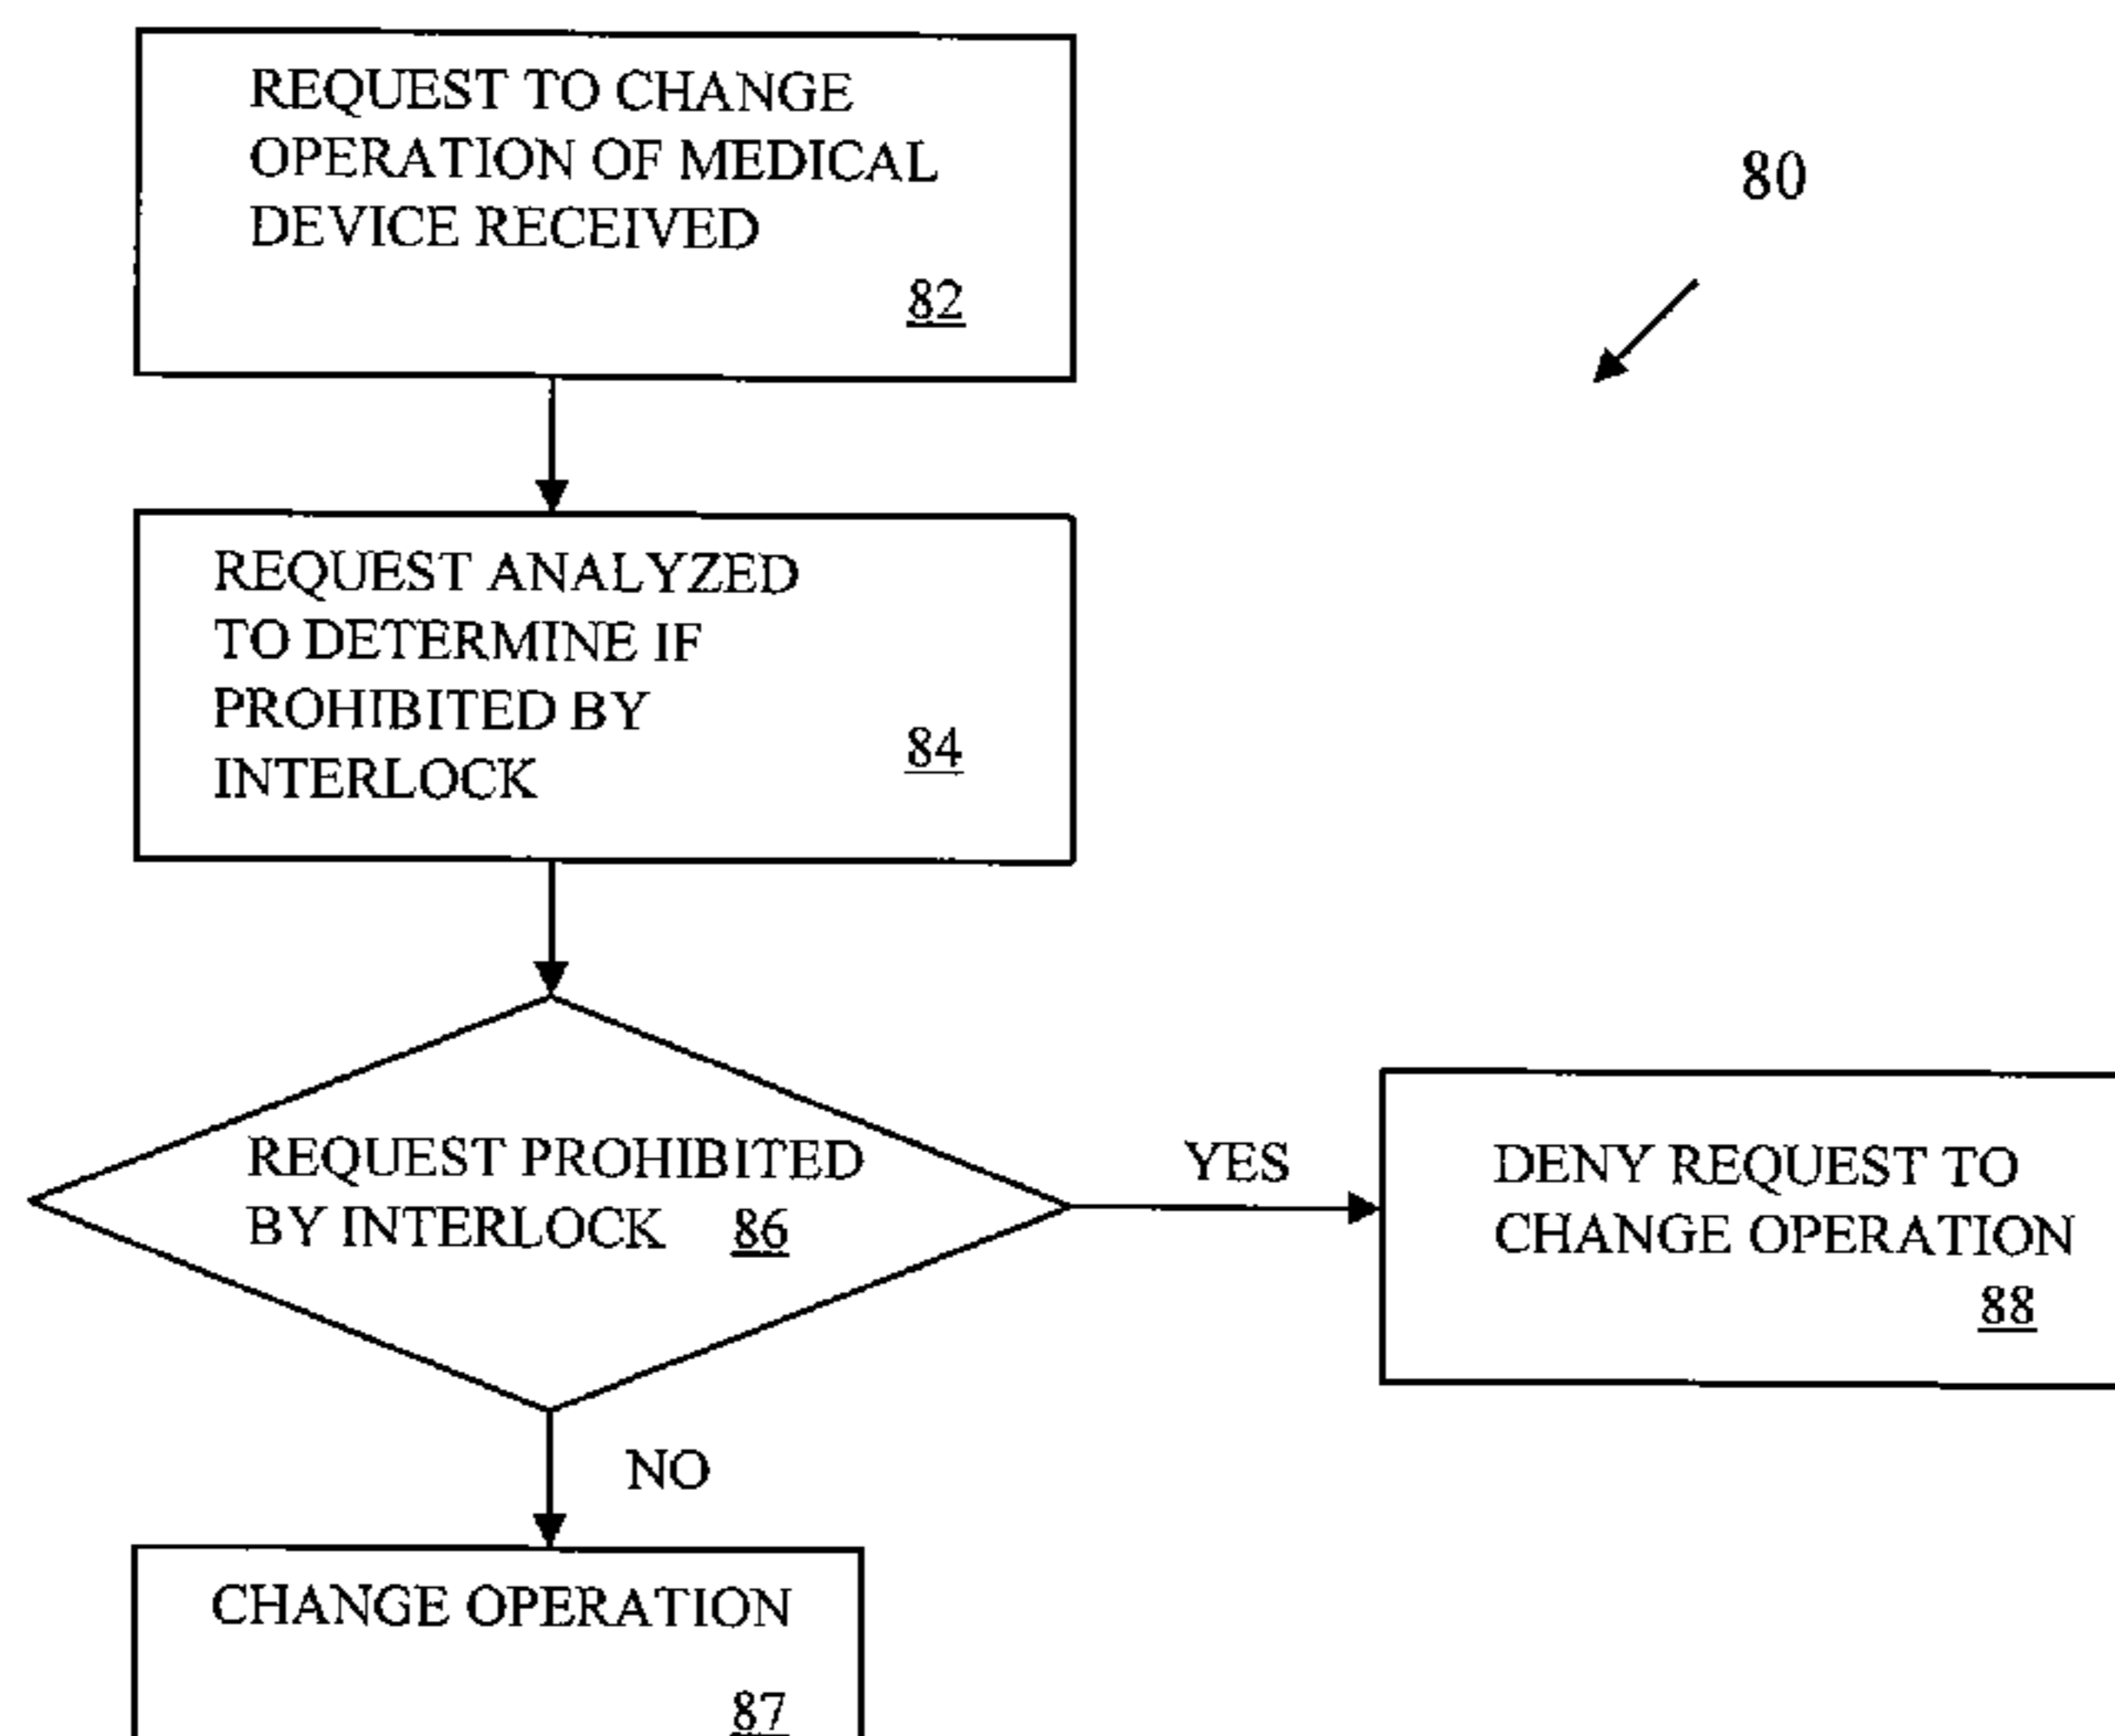 REQUEST TO CHANGE
OPERATION OF MEDICAL
DEVICE RECEIVED
82
80
REQUEST ANALYZED
TO DETERMINE IF
PROHIBITED BY
INTERLOCK
84
REQUEST PROHIBITED
BY INTERLOCK 86
YES
DENY REQUEST TO
CHANGE OPERATION
88
NO
CHANGE OPERATION
87